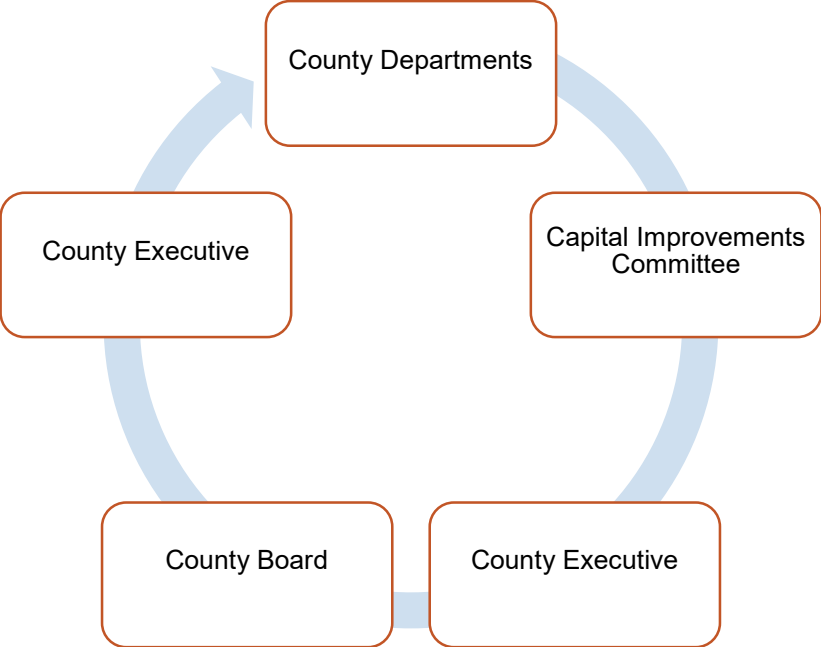 County Departments
Capital Improvements
Committee
County Executive
County Board
County Executive